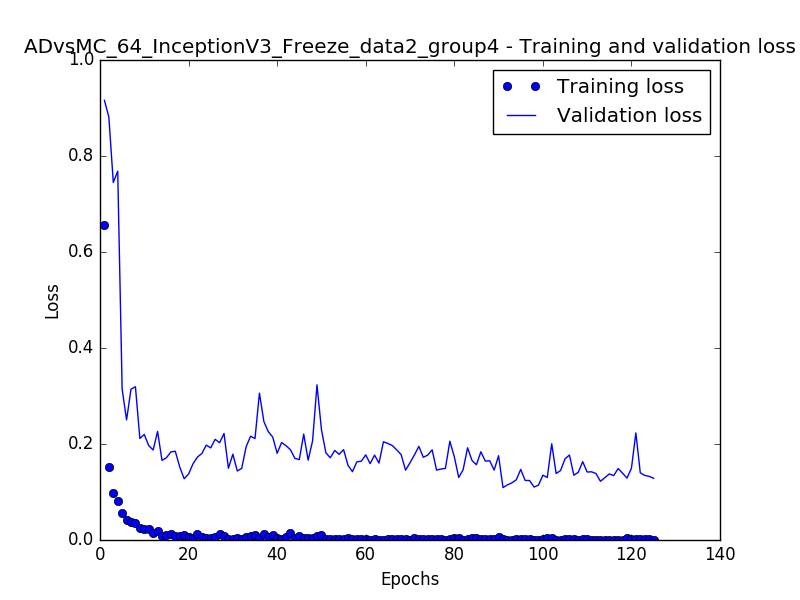 ADvsMC_64_InceptionV3_Freeze_data2_group4 - Training and validation loss
1.0
Training loss
Validation loss
0.8
0.6
Loss
0.4
0.2
0.0
0 20 40 60 80 100 120 140
Epochs